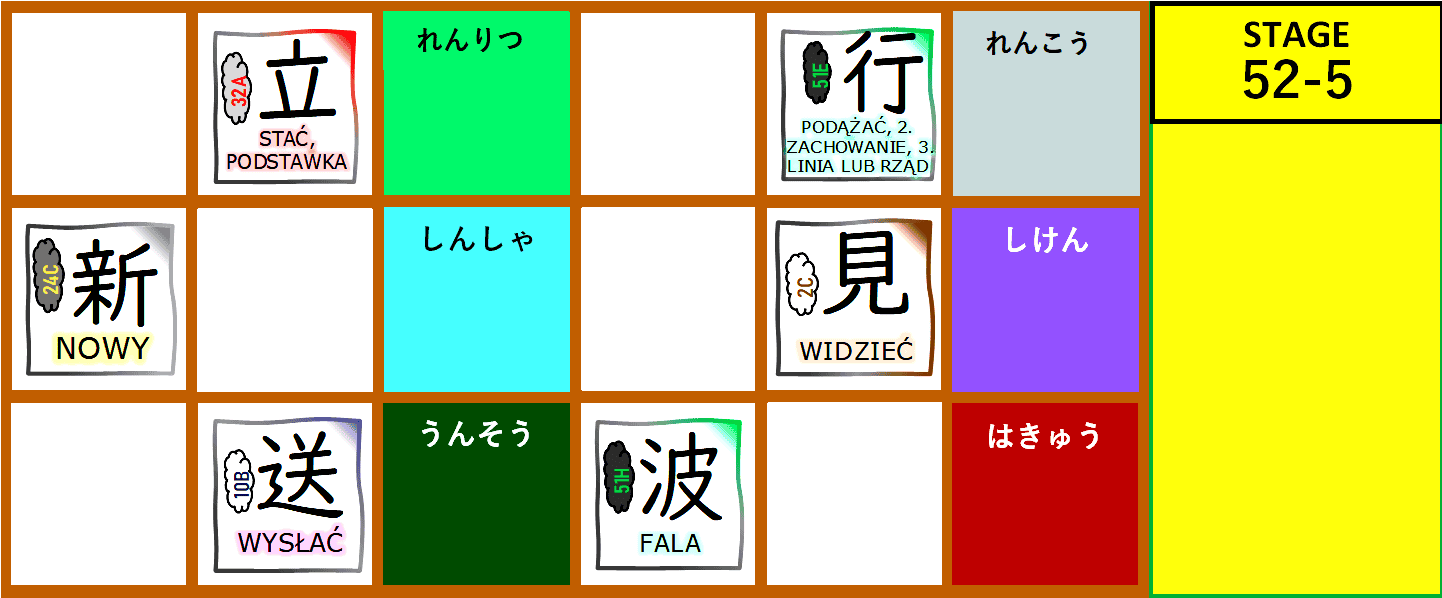 32A
立
STAĆ,
PODSTAWKA
れんりつ
51E
行
PODĄŻAĆ, 2.
ZACHOWANIE, 3.
LINIA LUB RZĄD
れんこう
STAGE
52-5
24C
新
NOWY
しんしゃ
2C
見
WIDZIEĆ
しけん
10B
送
WYSŁAĆ
うんそう
51H
波
FALA
はきゅう